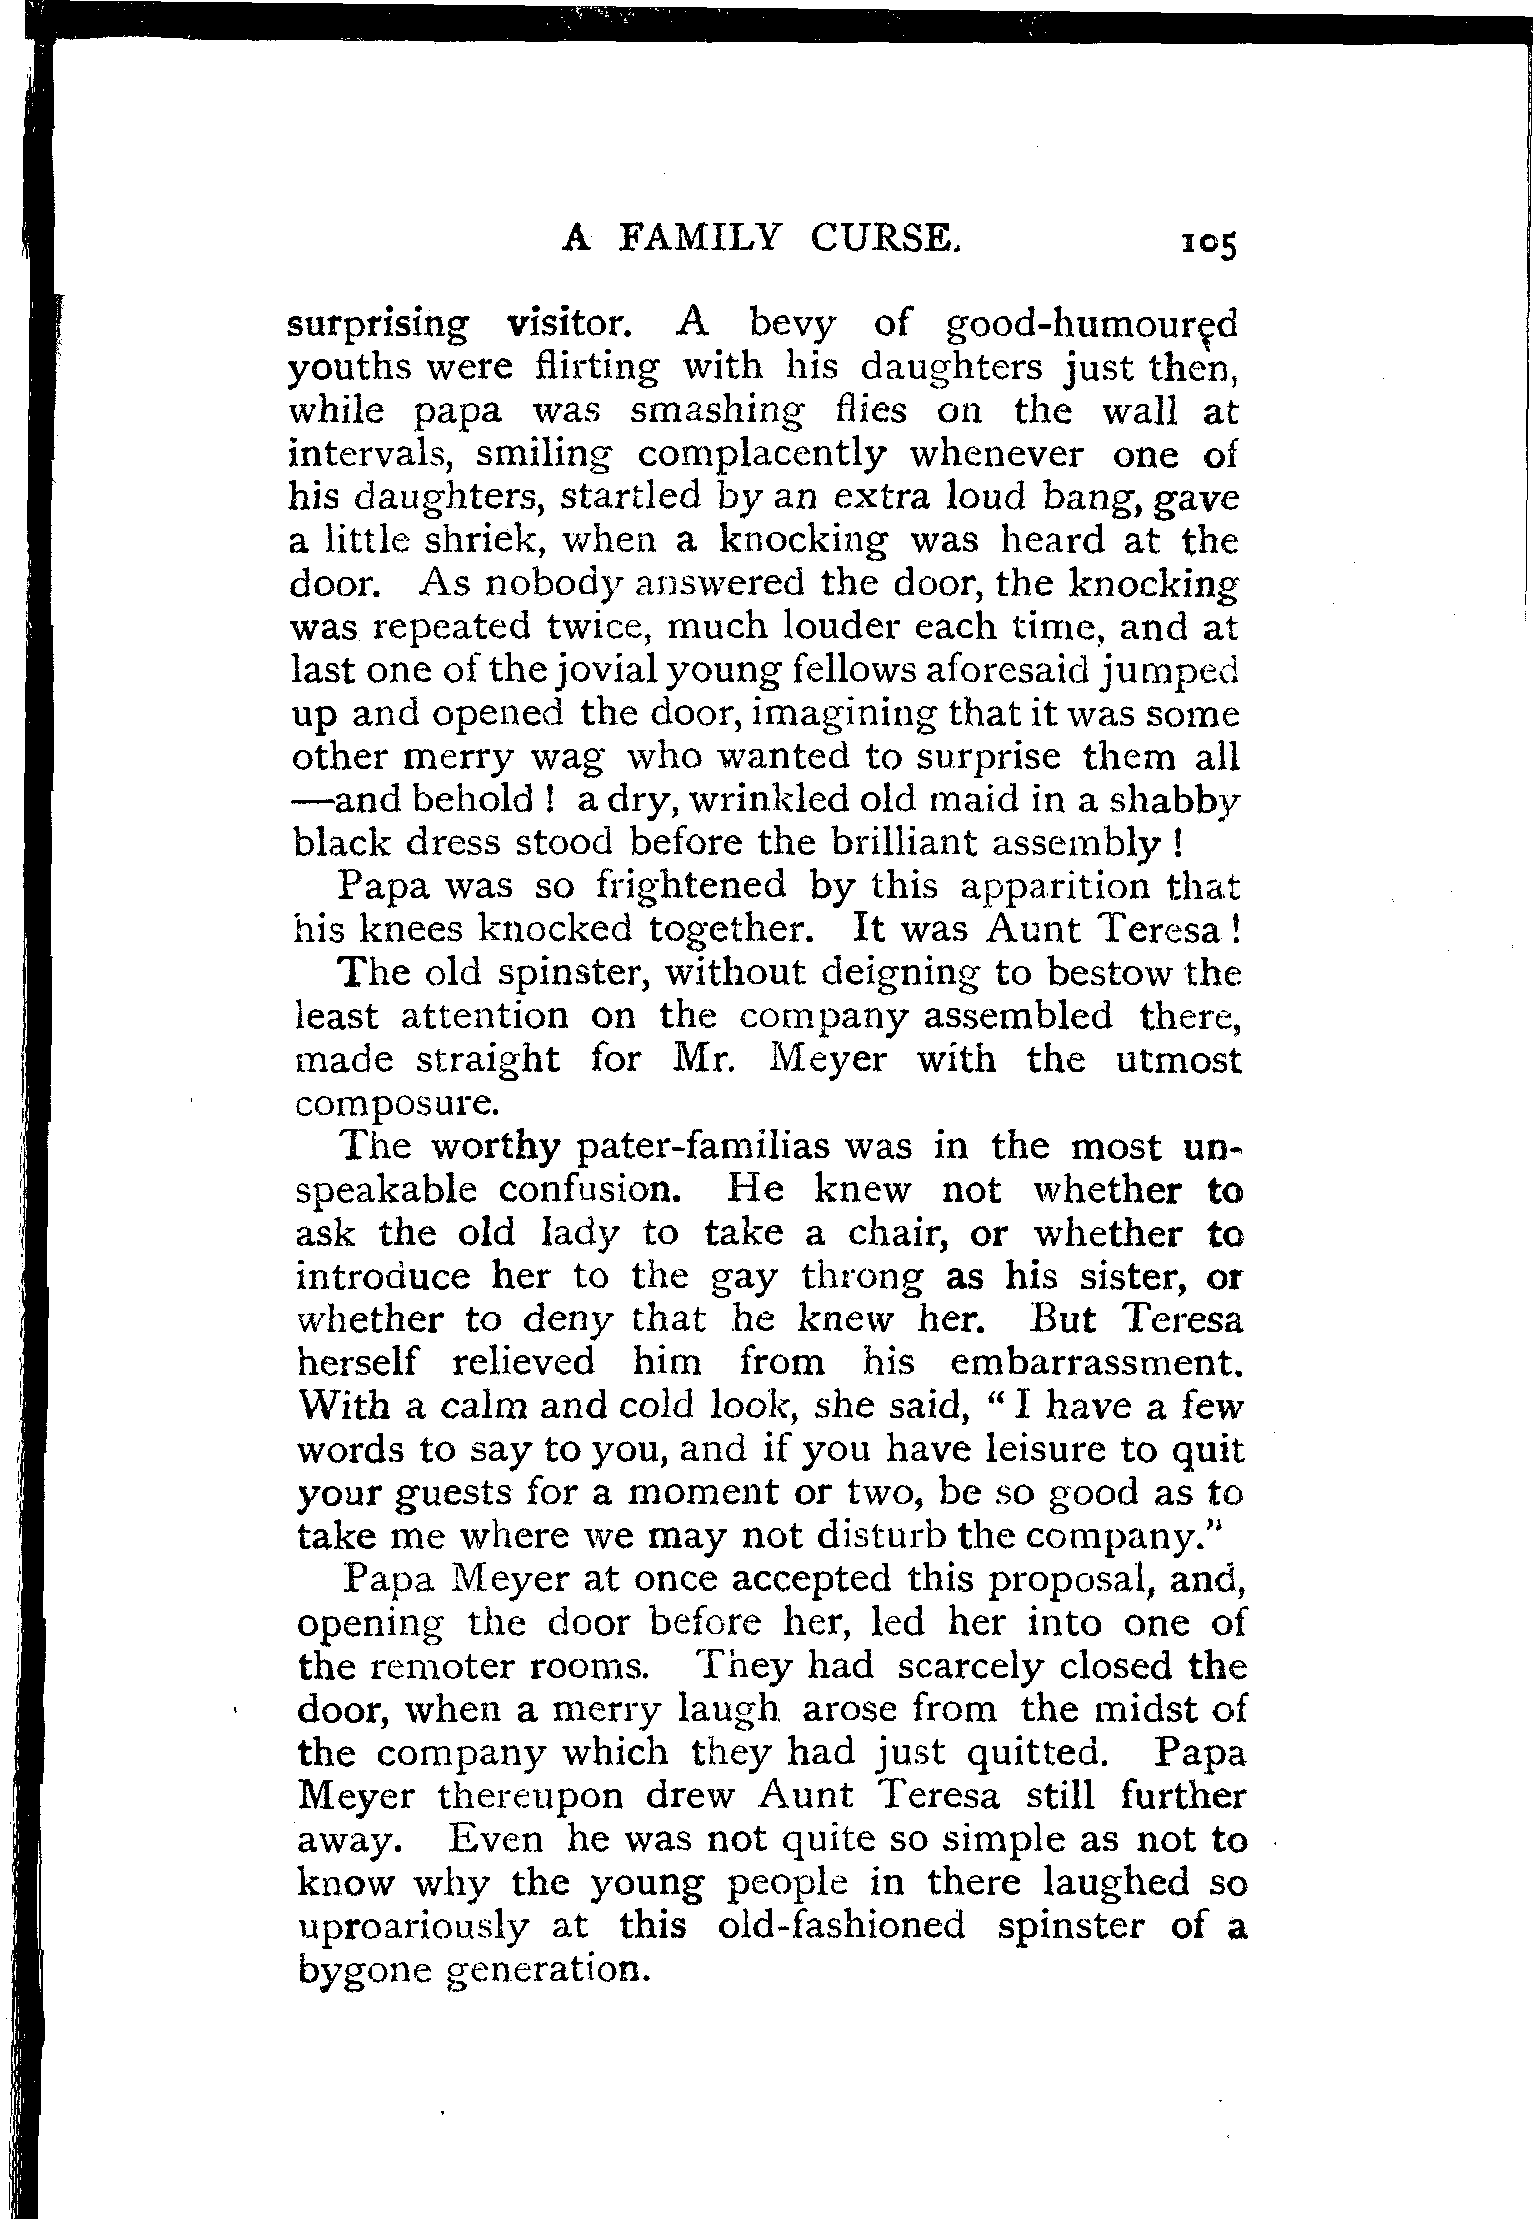 A FAMILY CURSE. 105
surprising visitor. A bevy of good-humoured
youths were flirting with his daughters just then,
while papa was smashing flies on the wall at
intervals, smiling complacently whenever one of
his daughters, startled by an extra loud bang, gave
a little shriek, when a knocking was heard at the
door. As nobody answered the door, the knocking
was repeated twice, much louder each time, and at
last one of the jovial young fellows aforesaid jumped
up and opened the door, imagining that it was some
other merry wag who wanted to surprise them all
—and behold ! a dry, wrinkled old maid in a shabby
black dress stood before the brilliant assembly !
Papa was so frightened by this apparition that
his knees knocked together. It was Aunt Teresa !
The old spinster, without deigning to bestow the
least attention on the company assembled there,
made straight for Mr. Meyer with the utmost
composure.
The worthy pater-familias was in the most un-
speakable confusion. He knew not whether to
ask the old lady to take a chair, or whether to
introduce her to the gay throng as his sister, or
whether to deny that he knew her. But Teresa
herself relieved him from his embarrassment.
With a calm and cold look, she said, “ I have a few
words to say to you, and if you have leisure to quit
your guests for a moment or two, be so good as to
take me where we may not disturb the company.”
Papa Meyer at once accepted this proposal, and,
opening the door before her, led her into one of
the remoter rooms. They had scarcely closed the
door, when a merry laugh arose from the midst of
the company which they had just quitted. Papa
Meyer thereupon drew Aunt Teresa still further
away. Even he was not quite so simple as not to
know why the young people in there laughed so
uproariously at this old-fashioned spinster of a
bygone generation.